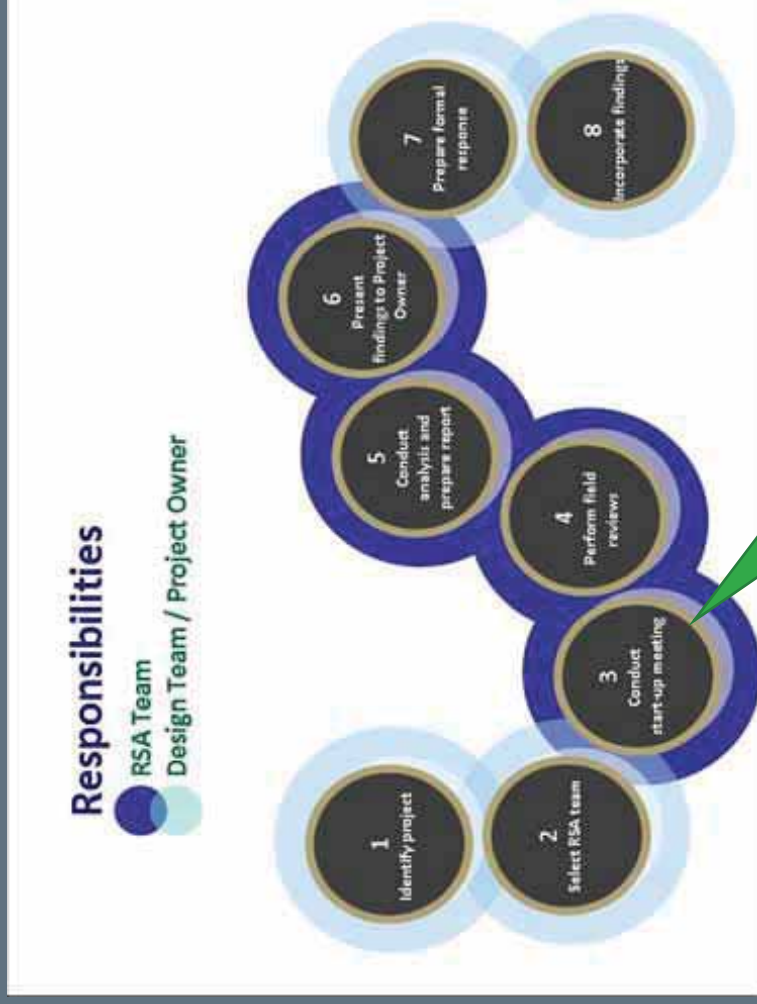 Responsibilities
RSA Team
Design Team / Project Owner
1
Identify project
2
Select RSA team
3
Conduct
start-up meeting
4
Perform field
reviews
5
Conduct
analysis and
prepare report
6
Present
findings to Project
Owner
7
Prepare formal
response
8
Incorporate findings